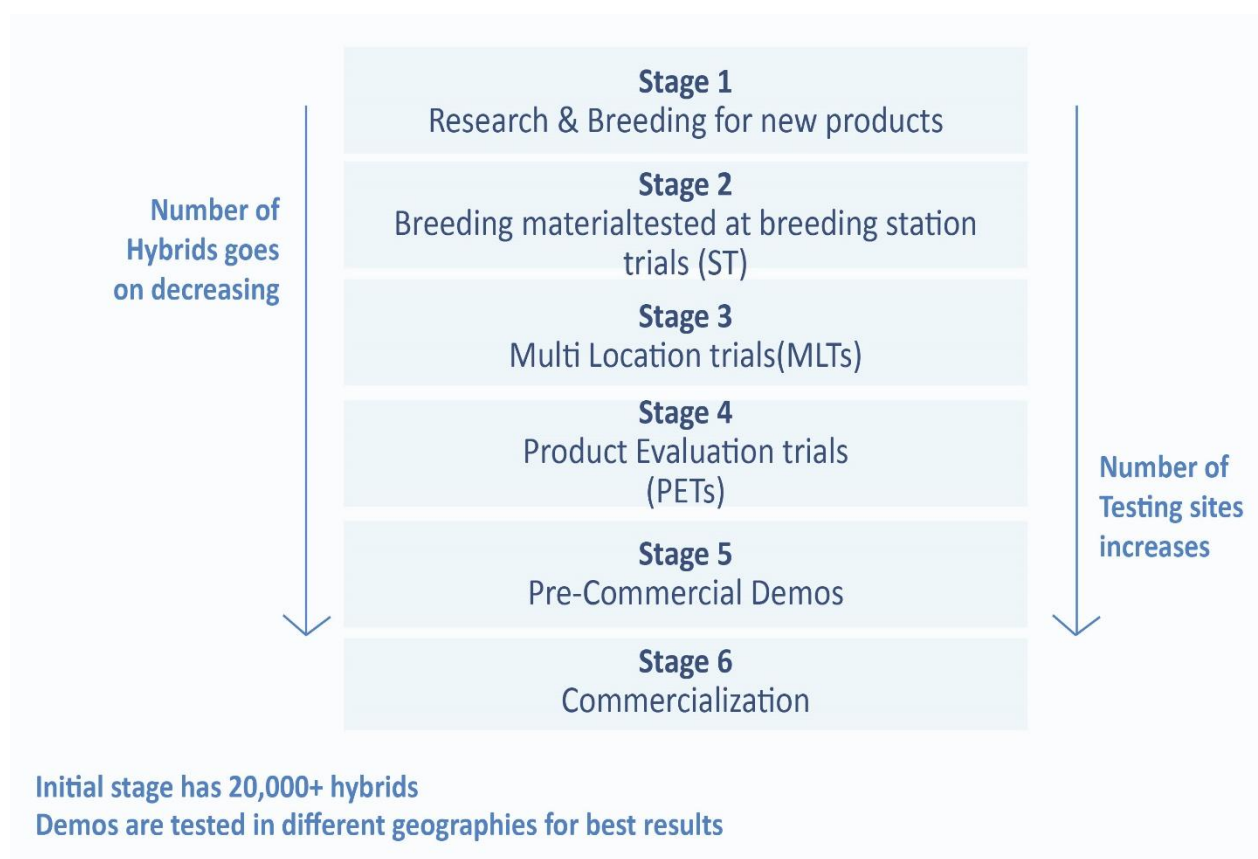 Stage 1
Research & Breeding for new products
Stage 2
Breeding materialtested at breeding station
trials (ST)
Number of
Hybrids goes
on decreasing
Stage 3
Multi Location trials(MLTs)
Stage 4
Product Evaluation trials
(PETs)
Number of
Testing sites
increases
Stage 5
Pre-Commercial Demos
Stage 6
Commercialization
Initial stage has 20,000+ hybrids
Demos are tested in different geographies for best results